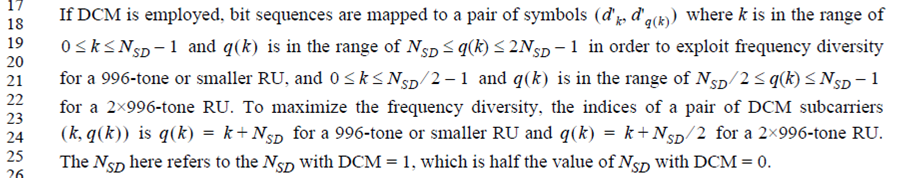 17
18 If DCM is employed, bit sequences are mapped to a pair of symbols (d'k, d'q(k)) where k is in the range of
19 0 ≤ k ≤ NSD – 1 and q(k) is in the range of NSD ≤ q(k) ≤ 2NSD – 1 in order to exploit frequency diversity
20
21 for a 996-tone or smaller RU, and 0 ≤ k ≤ NSD/2 – 1 and q(k) is in the range of NSD/2 ≤ q(k) ≤ NSD – 1
22 for a 2×996-tone RU. To maximize the frequency diversity, the indices of a pair of DCM subcarriers
23
24 (k, q(k)) is q(k) = k + NSD for a 996-tone or smaller RU and q(k) = k + NSD/2 for a 2×996-tone RU.
25 The NSD here refers to the NSD with DCM = 1, which is half the value of NSD with DCM = 0.
26